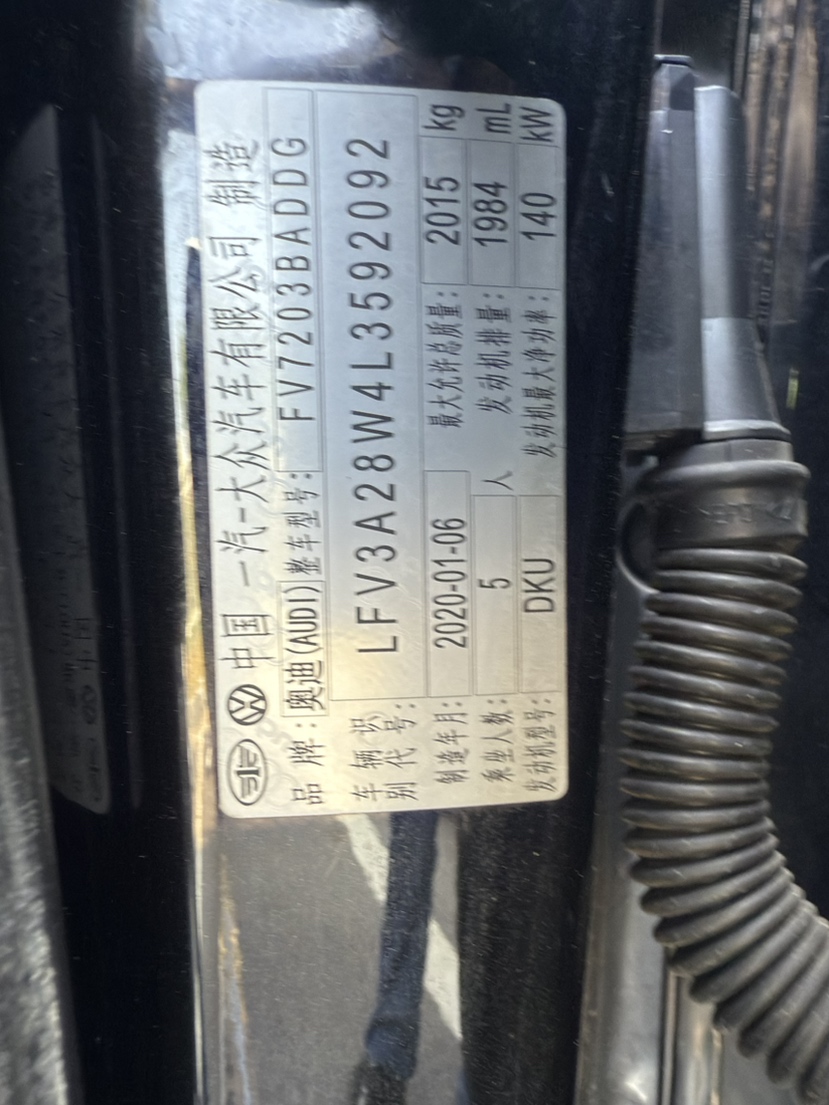 中国 一汽-大众汽车有限公司 制造
品牌: 奥迪(AUDI) 整车型号: FV7203BADDG
车辆识别代号: LFV3A28W4L3592092
制造年月: 2020-01-06 最大允许总质量: 2015 kg
乘坐人数: 5 人 发动机排量: 1984 mL
发动机型号: DKU 发动机最大净功率: 140 kW